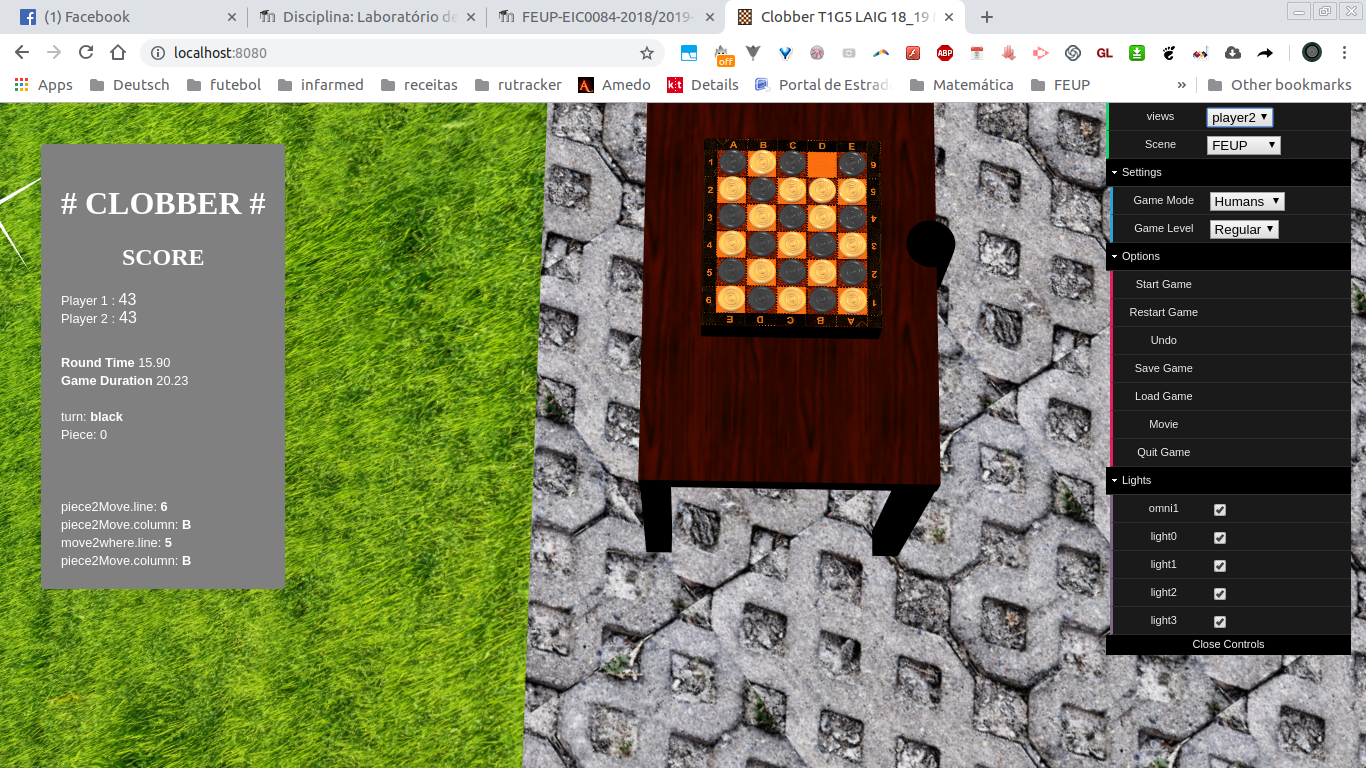 (1) Facebook
Disciplina: Laboratório de
FEUP-EIC0084-2018/2019-
Clobber T1G5 LAIG 18_19
localhost:8080
off
ABP
GL
Apps
Deutsch
futebol
infarmed
receitas
rutracker
Amedo
kit
Details
Portal de Estrada
Matemática
FEUP
»
Other bookmarks
# CLOBBER #
SCORE
Player 1 : 43
Player 2 : 43
Round Time 15.90
Game Duration 20.23
turn: black
Piece: 0
piece2Move.line: 6
piece2Move.column: B
move2where.line: 5
piece2Move.column: B
A B C D E
1 6
2 5
3 4
4 3
5 2
6 1
E D C B A
views player2
Scene FEUP
Settings
Game Mode Humans
Game Level Regular
Options
Start Game
Restart Game
Undo
Save Game
Load Game
Movie
Quit Game
Lights
omni1
light0
light1
light2
light3
Close Controls